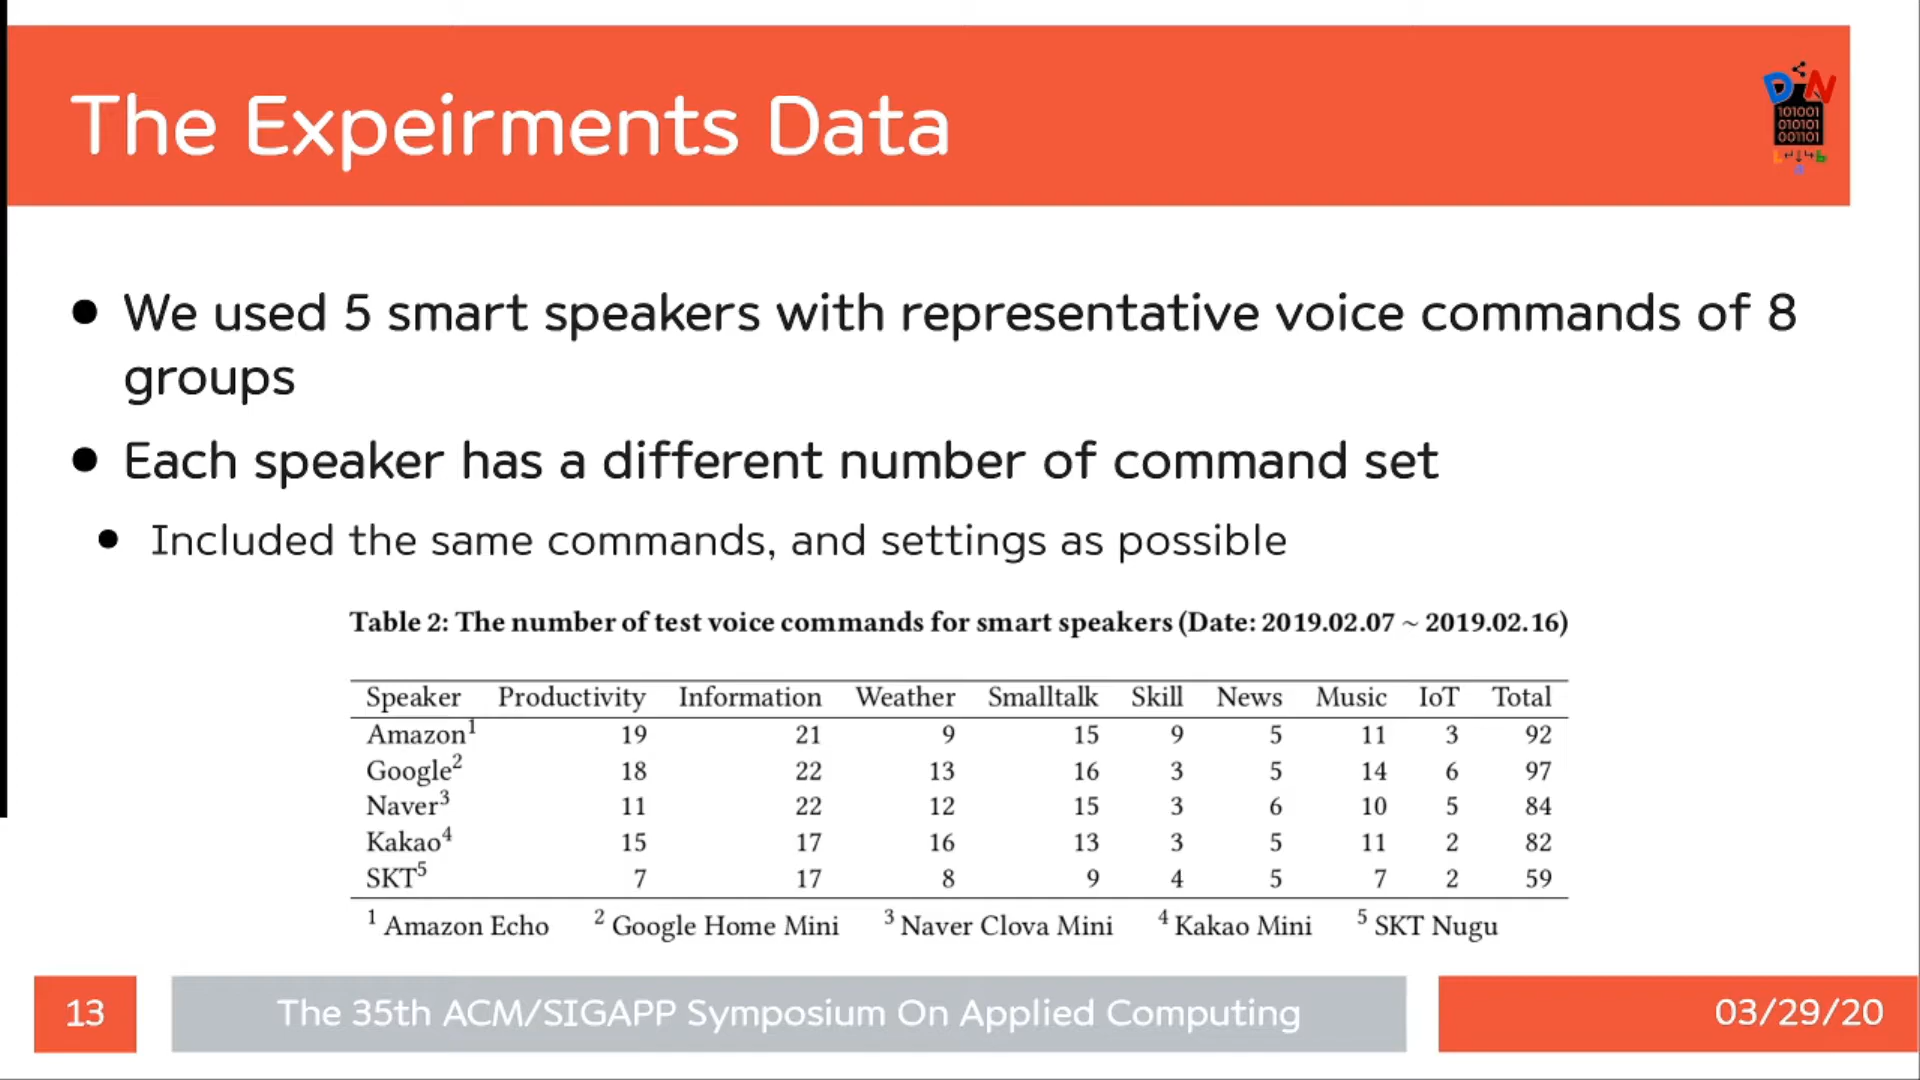 The Expeirments Data
D N
101001
010101
001101
• We used 5 smart speakers with representative voice commands of 8
groups
• Each speaker has a different number of command set
• Included the same commands, and settings as possible
Table 2: The number of test voice commands for smart speakers (Date: 2019.02.07 ~ 2019.02.16)
Speaker Productivity Information Weather Smalltalk Skill News Music IoT Total
Amazon¹ 19 21 9 15 9 5 11 3 92
Google² 18 22 13 16 3 5 14 6 97
Naver³ 11 22 12 15 3 6 10 5 84
Kakao⁴ 15 17 16 13 3 5 11 2 82
SKT⁵ 7 17 8 9 4 5 7 2 59
¹ Amazon Echo ² Google Home Mini ³ Naver Clova Mini ⁴ Kakao Mini ⁵ SKT Nugu
13 The 35th ACM/SIGAPP Symposium On Applied Computing 03/29/20